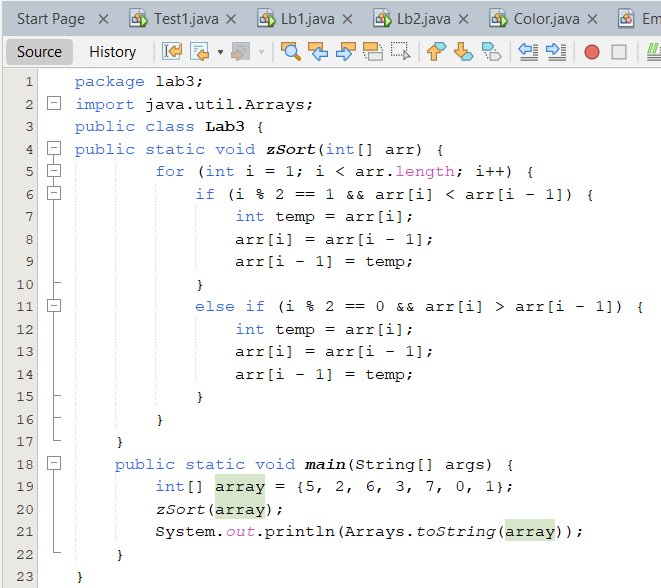 Start Page Test1.java Lb1.java Lb2.java Color.java Em
Source History
1 package lab3;
2 import java.util.Arrays;
3 public class Lab3 {
4 public static void zSort(int[] arr) {
5 for (int i = 1; i < arr.length; i++) {
6 if (i % 2 == 1 && arr[i] < arr[i - 1]) {
7 int temp = arr[i];
8 arr[i] = arr[i - 1];
9 arr[i - 1] = temp;
10 }
11 else if (i % 2 == 0 && arr[i] > arr[i - 1]) {
12 int temp = arr[i];
13 arr[i] = arr[i - 1];
14 arr[i - 1] = temp;
15 }
16 }
17 }
18 public static void main(String[] args) {
19 int[] array = {5, 2, 6, 3, 7, 0, 1};
20 zSort(array);
21 System.out.println(Arrays.toString(array));
22 }
23 }